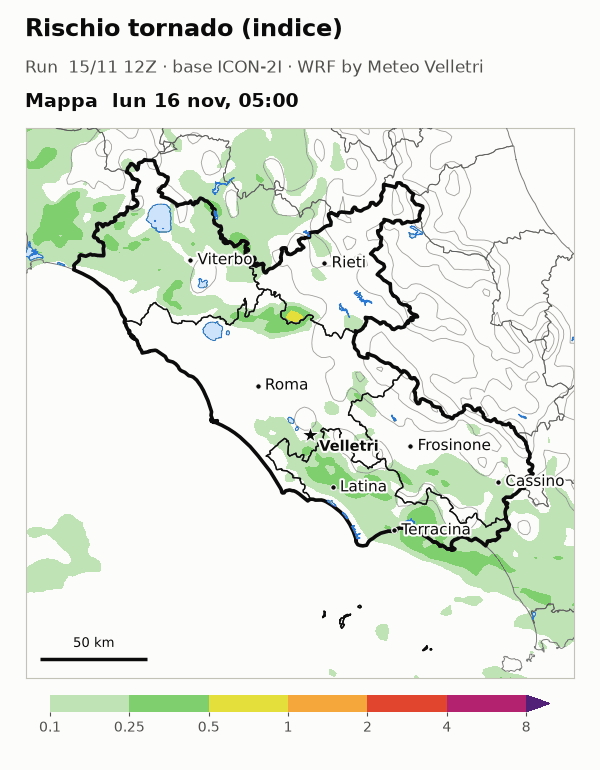 Rischio tornado (indice)
Run  15/11 12Z · base ICON-2I · WRF by Meteo Velletri
Mappa  lun 16 nov, 05:00
Viterbo
Rieti
Roma
Velletri
Frosinone
Cassino
Latina
Terracina
50 km
0.1 0.25 0.5 1 2 4 8